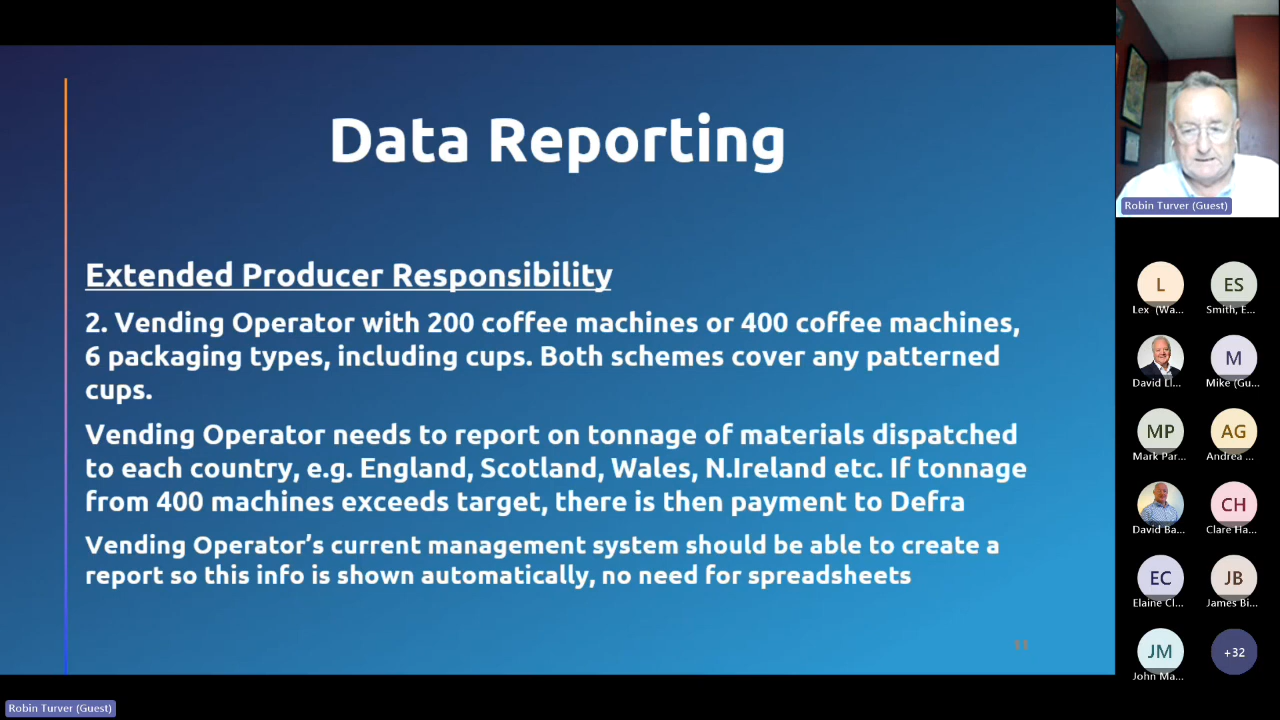 Data Reporting
Extended Producer Responsibility
2. Vending Operator with 200 coffee machines or 400 coffee machines,
6 packaging types, including cups. Both schemes cover any patterned
cups.
Vending Operator needs to report on tonnage of materials dispatched
to each country, e.g. England, Scotland, Wales, N.Ireland etc. If tonnage
from 400 machines exceeds target, there is then payment to Defra
Vending Operator’s current management system should be able to create a
report so this info is shown automatically, no need for spreadsheets
11
Robin Turver (Guest)
L
Lex (Wa...
ES
Smith, E...
David Ll...
M
Mike (Gu...
MP
Mark Par...
AG
Andrea ...
David Ba...
CH
Clare Ha...
EC
Elaine Cl...
JB
James Bi...
JM
John Ma...
+32
Robin Turver (Guest)